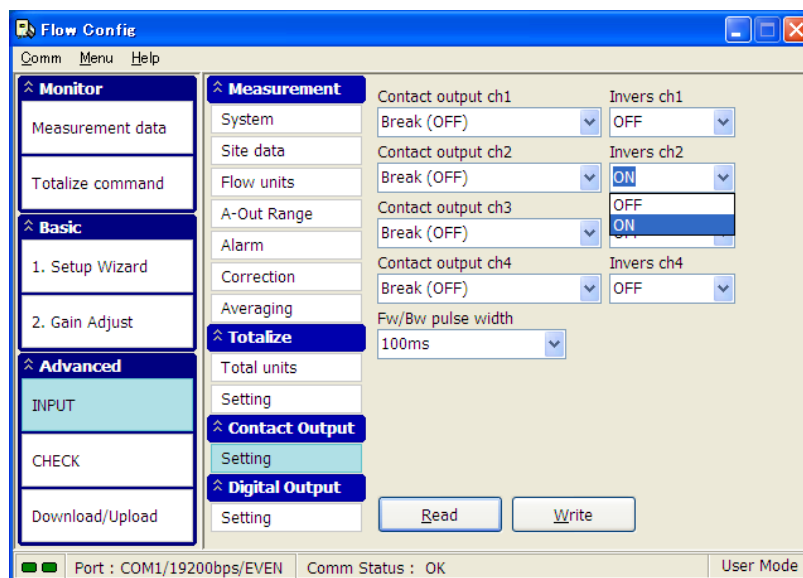 Flow Config
Comm Menu Help
Monitor
Measurement data
Totalize command
Basic
1. Setup Wizard
2. Gain Adjust
Advanced
INPUT
CHECK
Download/Upload
Measurement
System
Site data
Flow units
A-Out Range
Alarm
Correction
Averaging
Totalize
Total units
Setting
Contact Output
Setting
Digital Output
Setting
Contact output ch1 Invers ch1
Break (OFF) OFF
Contact output ch2 Invers ch2
Break (OFF) ON
OFF
ON
Contact output ch3
Break (OFF)
Contact output ch4 Invers ch4
Break (OFF) OFF
Fw/Bw pulse width
100ms
Read Write
Port : COM1/19200bps/EVEN Comm Status : OK User Mode